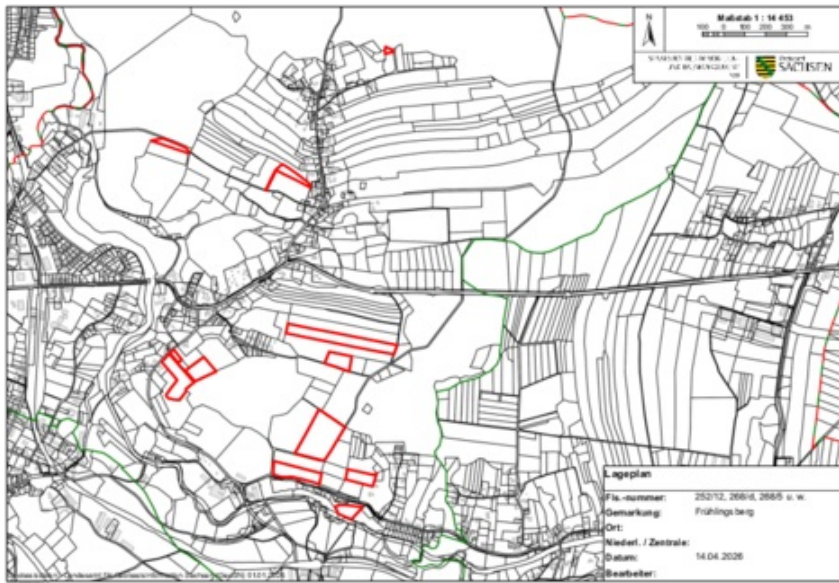 N
Maßstab 1 : 14 453
100 0 100 200 300 m
SACHSEN
Lageplan
Fls.-nummer: 252/12, 268/d, 268/5 u. w.
Gemarkung: Frühlingsberg
Ort:
Niederl. / Zentrale:
Datum: 14.04.2026
Bearbeiter: